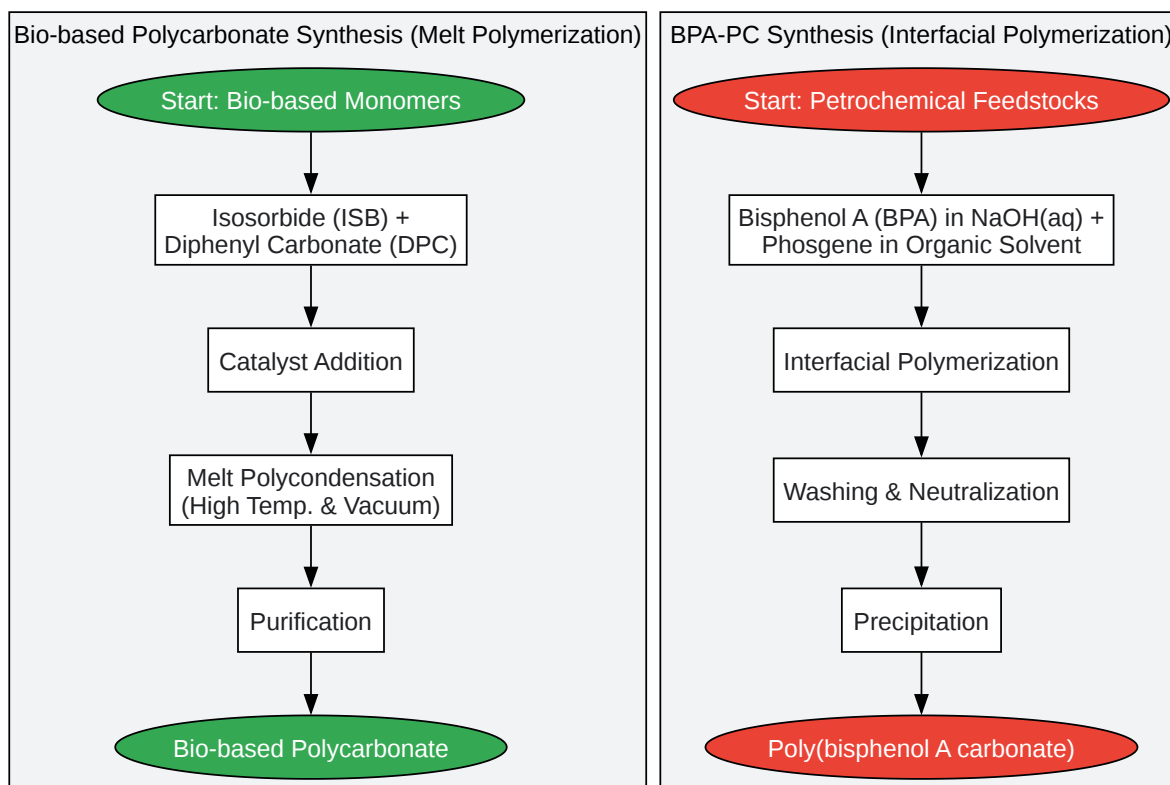 Bio-based Polycarbonate Synthesis (Melt Polymerization)
Start: Bio-based Monomers
Isosorbide (ISB) +
Diphenyl Carbonate (DPC)
Catalyst Addition
Melt Polycondensation
(High Temp. & Vacuum)
Purification
Bio-based Polycarbonate
BPA-PC Synthesis (Interfacial Polymerization)
Start: Petrochemical Feedstocks
Bisphenol A (BPA) in NaOH(aq) +
Phosgene in Organic Solvent
Interfacial Polymerization
Washing & Neutralization
Precipitation
Poly(bisphenol A carbonate)